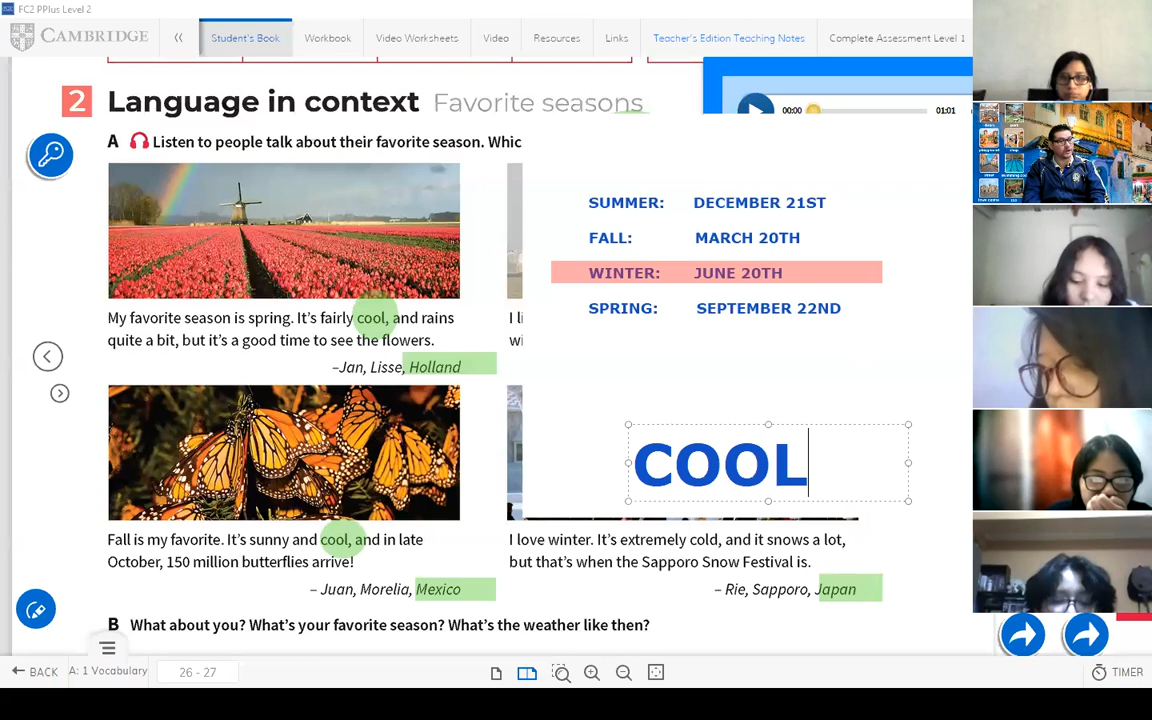 FC2 PPlus Level 2
CAMBRIDGE
Student's Book
Workbook
Video Worksheets
Video
Resources
Links
Teacher's Edition Teaching Notes
Complete Assessment Level 1
2 Language in context Favorite seasons
00:00
01:01
A Listen to people talk about their favorite season. Whic
SUMMER: DECEMBER 21ST
FALL: MARCH 20TH
WINTER: JUNE 20TH
SPRING: SEPTEMBER 22ND
My favorite season is spring. It's fairly cool, and rains
quite a bit, but it's a good time to see the flowers.
–Jan, Lisse, Holland
I li
wi
COOL
Fall is my favorite. It's sunny and cool, and in late
October, 150 million butterflies arrive!
– Juan, Morelia, Mexico
I love winter. It's extremely cold, and it snows a lot,
but that's when the Sapporo Snow Festival is.
– Rie, Sapporo, Japan
B What about you? What's your favorite season? What's the weather like then?
BACK
A: 1 Vocabulary
26 - 27
TIMER